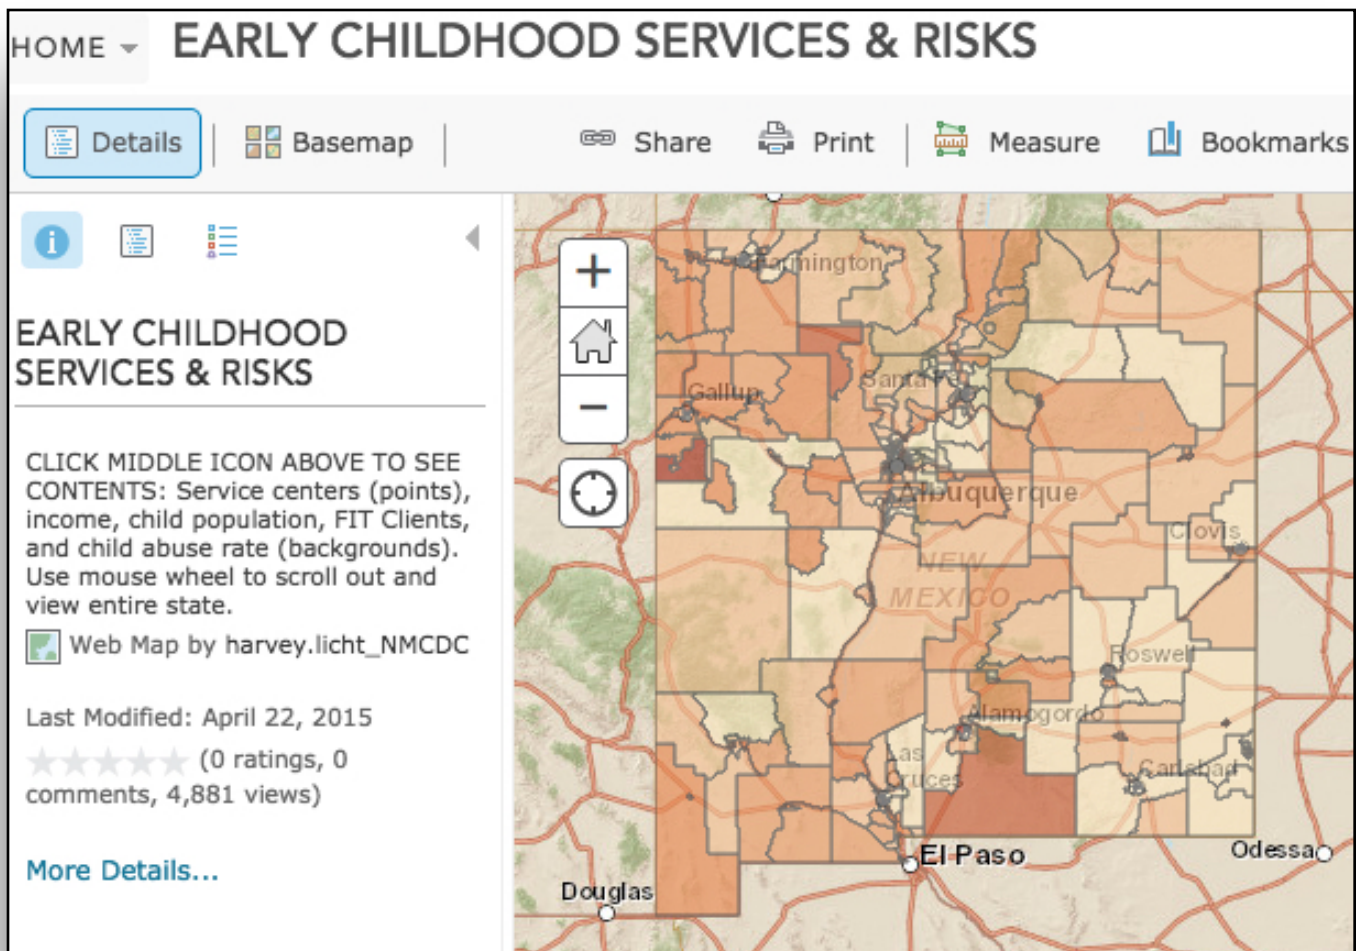 HOME
EARLY CHILDHOOD SERVICES & RISKS
Details
Basemap
Share
Print
Measure
Bookmarks
EARLY CHILDHOOD
SERVICES & RISKS
CLICK MIDDLE ICON ABOVE TO SEE
CONTENTS: Service centers (points),
income, child population, FIT Clients,
and child abuse rate (backgrounds).
Use mouse wheel to scroll out and
view entire state.
Web Map by harvey.licht_NMCDC
Last Modified: April 22, 2015
(0 ratings, 0
comments, 4,881 views)
More Details...
Farmington
Gallup
Santa Fe
Albuquerque
Clovis
NEW
MEXICO
Roswell
Alamogordo
Las
Cruces
Carlsbad
El Paso
Odessa
Douglas